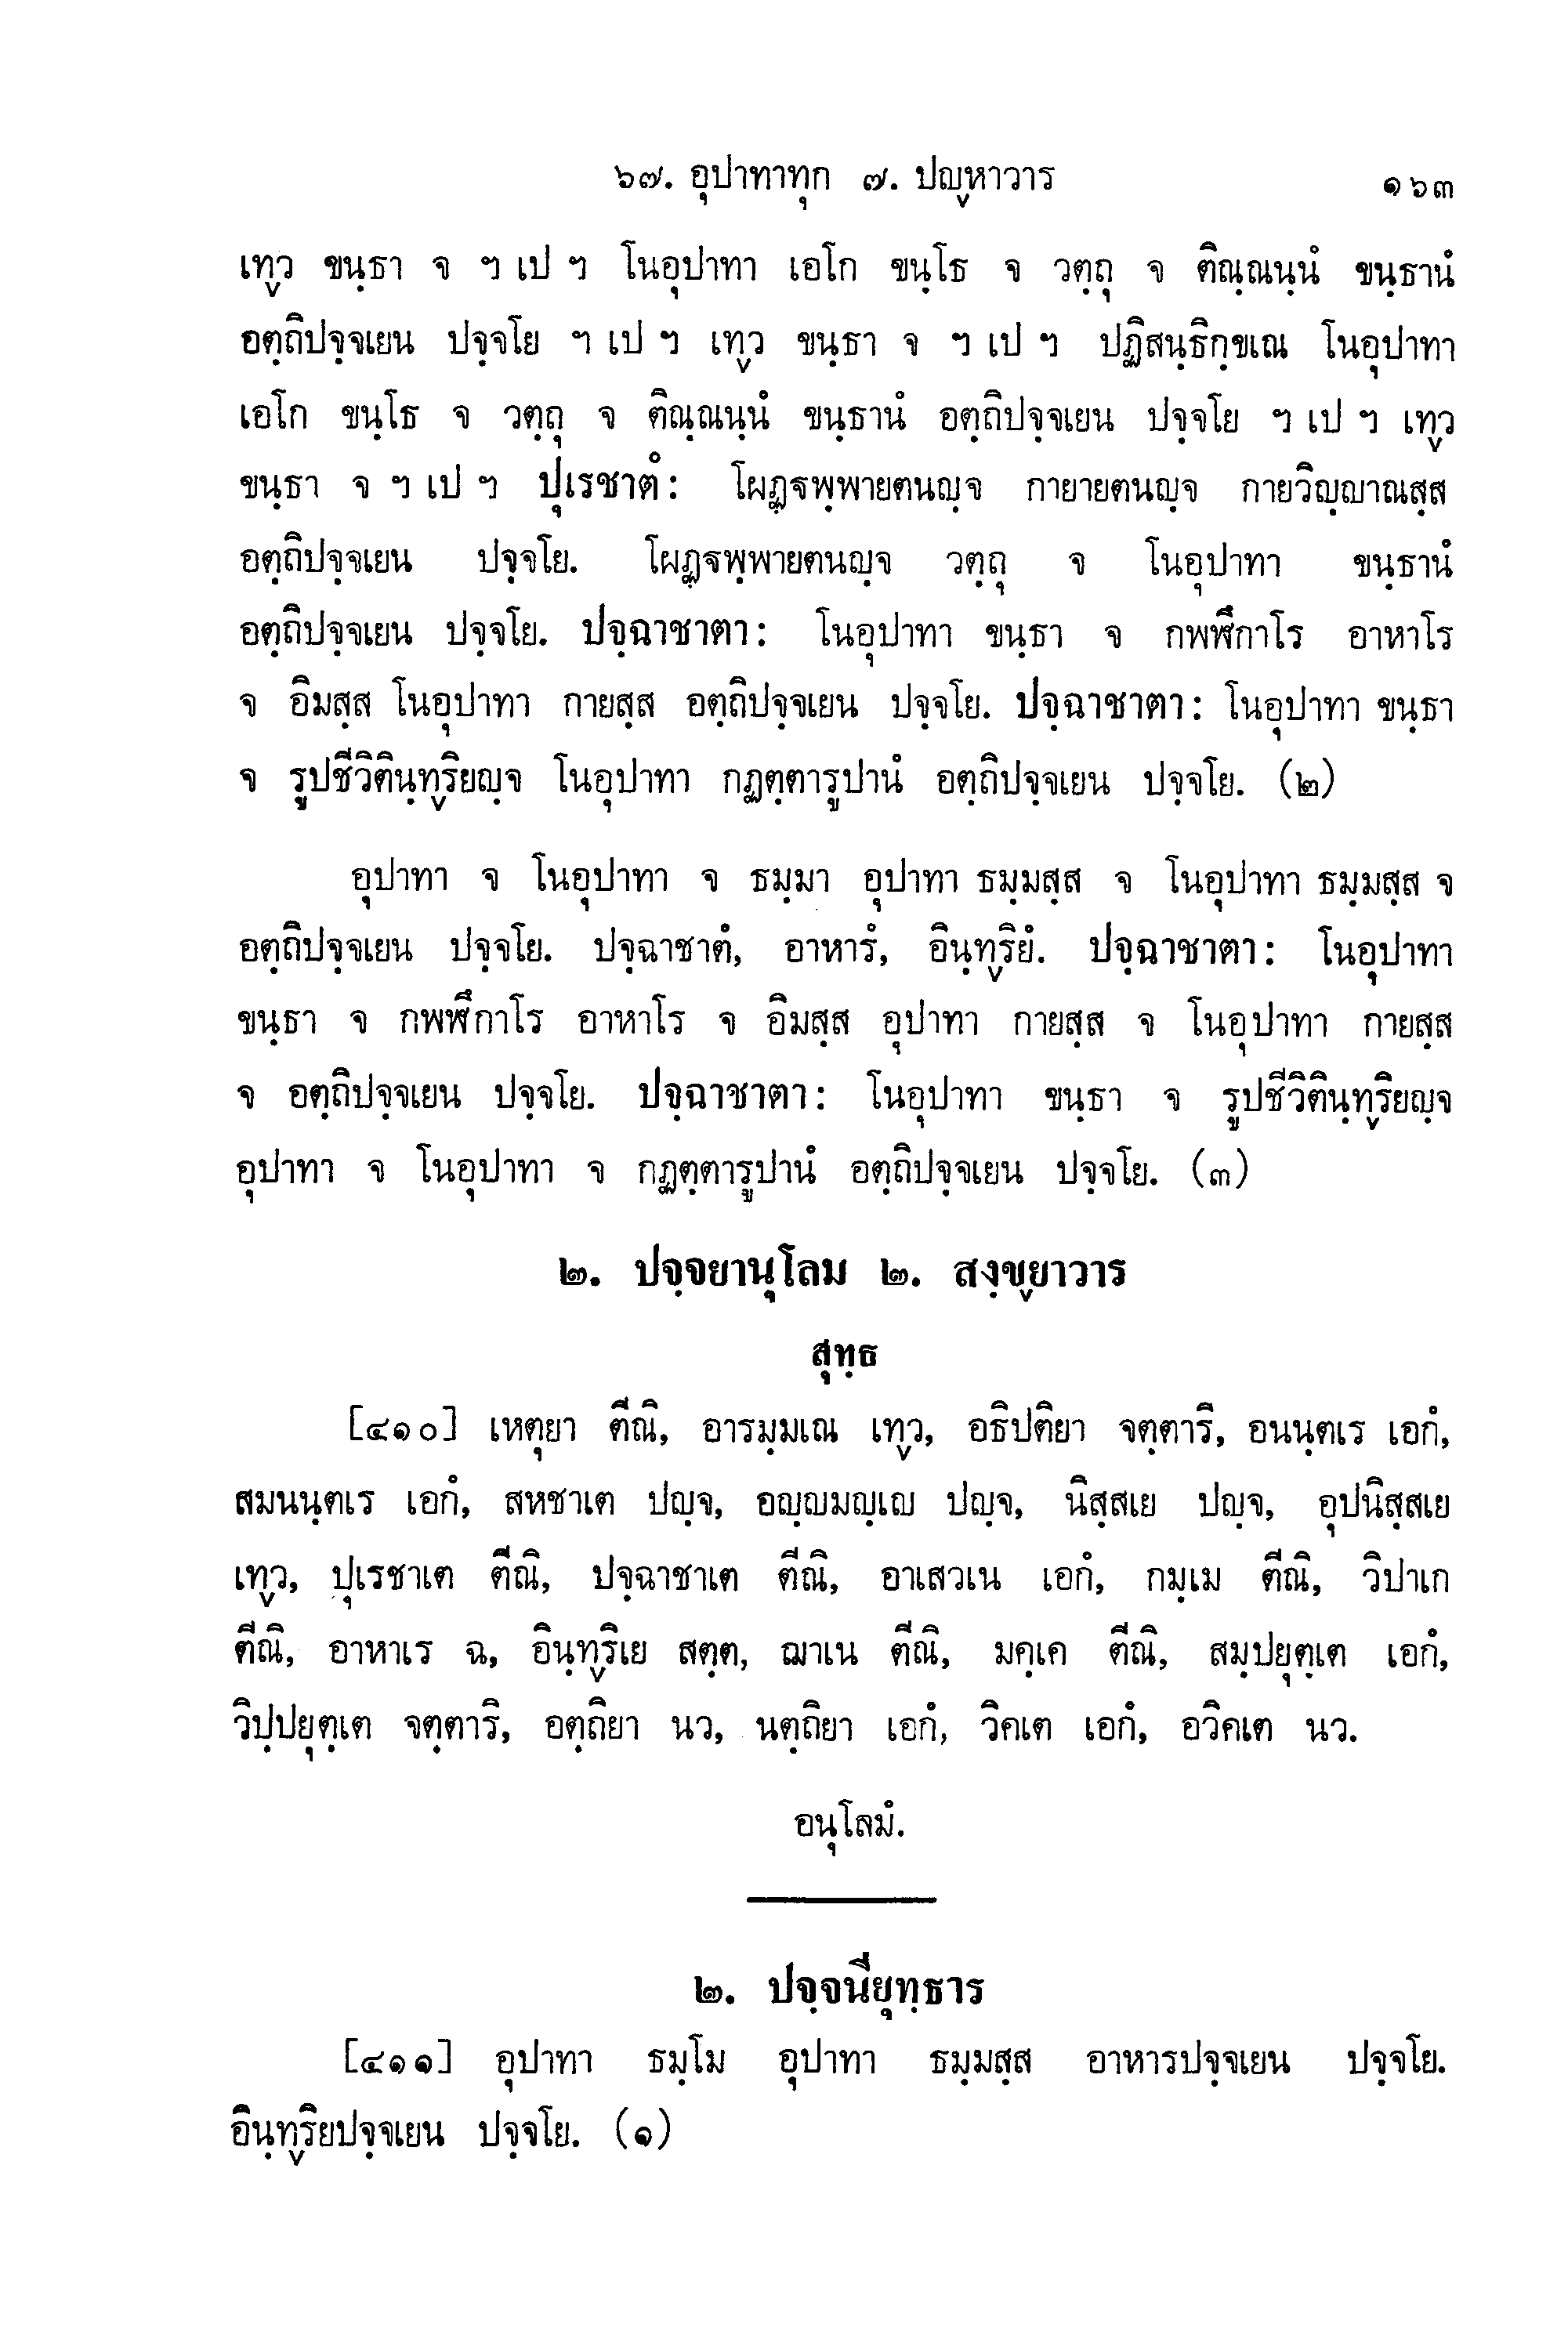 ๖๗. อุปาทาทุก ๗. ปญฺหาวาร ๑๖๓
เทฺว ขนฺธา จ ฯ เป ฯ โนอุปาทา เอโก ขนฺโธ จ วตฺถุ จ ติณฺณนฺนํ ขนฺธานํ
อตฺถิปจฺจเยน ปจฺจโย ฯ เป ฯ เทฺว ขนฺธา จ ฯ เป ฯ ปฏิสนฺธิกฺขเณ โนอุปาทา
เอโก ขนฺโธ จ วตฺถุ จ ติณฺณนฺนํ ขนฺธานํ อตฺถิปจฺจเยน ปจฺจโย ฯ เป ฯ เทฺว
ขนฺธา จ ฯ เป ฯ ปุเรชาตํ: โผฏฺฐพฺพายตนญฺจ กายายตนญฺจ กายวิญฺญาณสฺส
อตฺถิปจฺจเยน ปจฺจโย. โผฏฺฐพฺพายตนญฺจ วตฺถุ จ โนอุปาทา ขนฺธานํ
อตฺถิปจฺจเยน ปจฺจโย. ปจฺฉาชาตา: โนอุปาทา ขนฺธา จ กพฬีกาโร อาหาโร
จ อิมสฺส โนอุปาทา กายสฺส อตฺถิปจฺจเยน ปจฺจโย. ปจฺฉาชาตา: โนอุปาทา ขนฺธา
จ รูปชีวิตินฺทฺริยญฺจ โนอุปาทา กฏตฺตารูปานํ อตฺถิปจฺจเยน ปจฺจโย. (๒)
อุปาทา จ โนอุปาทา จ ธมฺมา อุปาทา ธมฺมสฺส จ โนอุปาทา ธมฺมสฺส จ
อตฺถิปจฺจเยน ปจฺจโย. ปจฺฉาชาตํ, อาหารํ, อินฺทฺริยํ. ปจฺฉาชาตา: โนอุปาทา
ขนฺธา จ กพฬีกาโร อาหาโร จ อิมสฺส อุปาทา กายสฺส จ โนอุปาทา กายสฺส
จ อตฺถิปจฺจเยน ปจฺจโย. ปจฺฉาชาตา: โนอุปาทา ขนฺธา จ รูปชีวิตินฺทฺริยญฺจ
อุปาทา จ โนอุปาทา จ กฏตฺตารูปานํ อตฺถิปจฺจเยน ปจฺจโย. (๓)
๒. ปจฺจยานุโลม ๒. สงฺขฺยาวาร
สุทฺธ
[๔๑๐] เหตุยา ตีณิ, อารมฺมเณ เทฺว, อธิปติยา จตฺตาริ, อนนฺตเร เอกํ,
สมนนฺตเร เอกํ, สหชาเต ปญฺจ, อญฺญมญฺเญ ปญฺจ, นิสฺสเย ปญฺจ, อุปนิสฺสเย
เทฺว, ปุเรชาเต ตีณิ, ปจฺฉาชาเต ตีณิ, อาเสวเน เอกํ, กมฺเม ตีณิ, วิปาเก
ตีณิ, อาหาเร ฉ, อินฺทฺริเย สตฺต, ฌาเน ตีณิ, มคฺเค ตีณิ, สมฺปยุตฺเต เอกํ,
วิปฺปยุตฺเต จตฺตาริ, อตฺถิยา นว, นตฺถิยา เอกํ, วิคเต เอกํ, อวิคเต นว.
อนุโลมํ.
๒. ปจฺจนียุทฺธาร
[๔๑๑] อุปาทา ธมฺโม อุปาทา ธมฺมสฺส อาหารปจฺจเยน ปจฺจโย.
อินฺทฺริยปจฺจเยน ปจฺจโย. (๑)